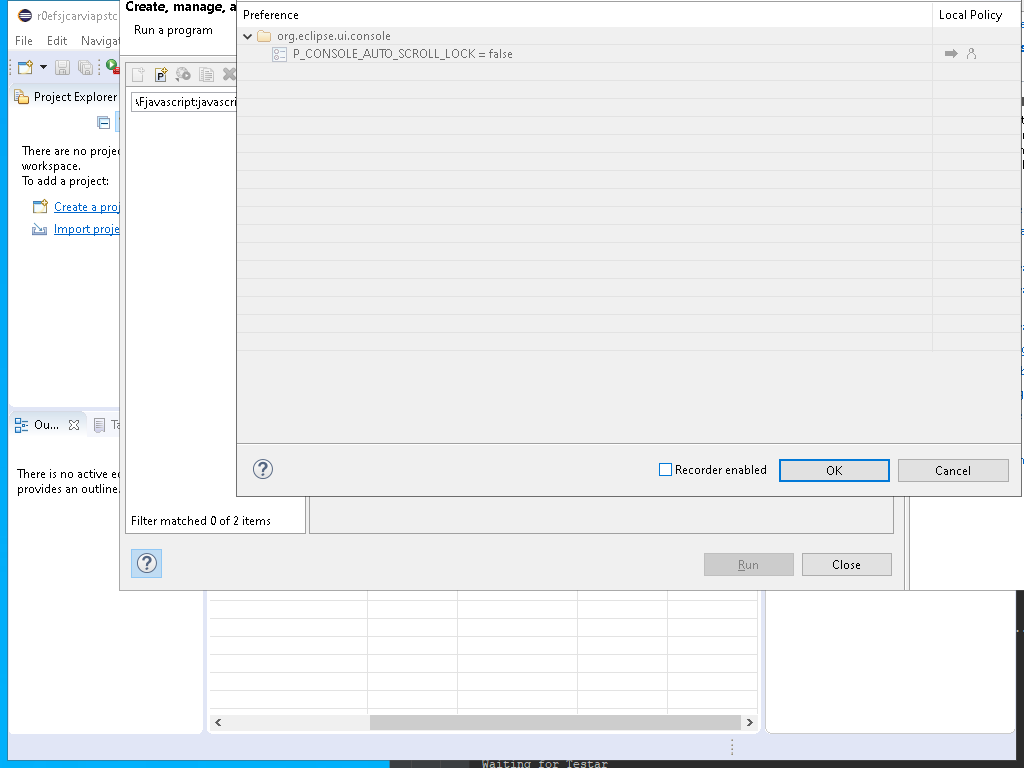 r0efsjcarviapstc
File Edit Navigat
Project Explorer
There are no proje
workspace.
To add a project:
Create a proj
Import proje
Ou...
Ta
There is no active e
provides an outline.
Create, manage, a
Run a program
\Fjavascript:javascri
Filter matched 0 of 2 items
Run
Close
Preference
Local Policy
org.eclipse.ui.console
P_CONSOLE_AUTO_SCROLL_LOCK = false
Recorder enabled
OK
Cancel
Waiting for Testar